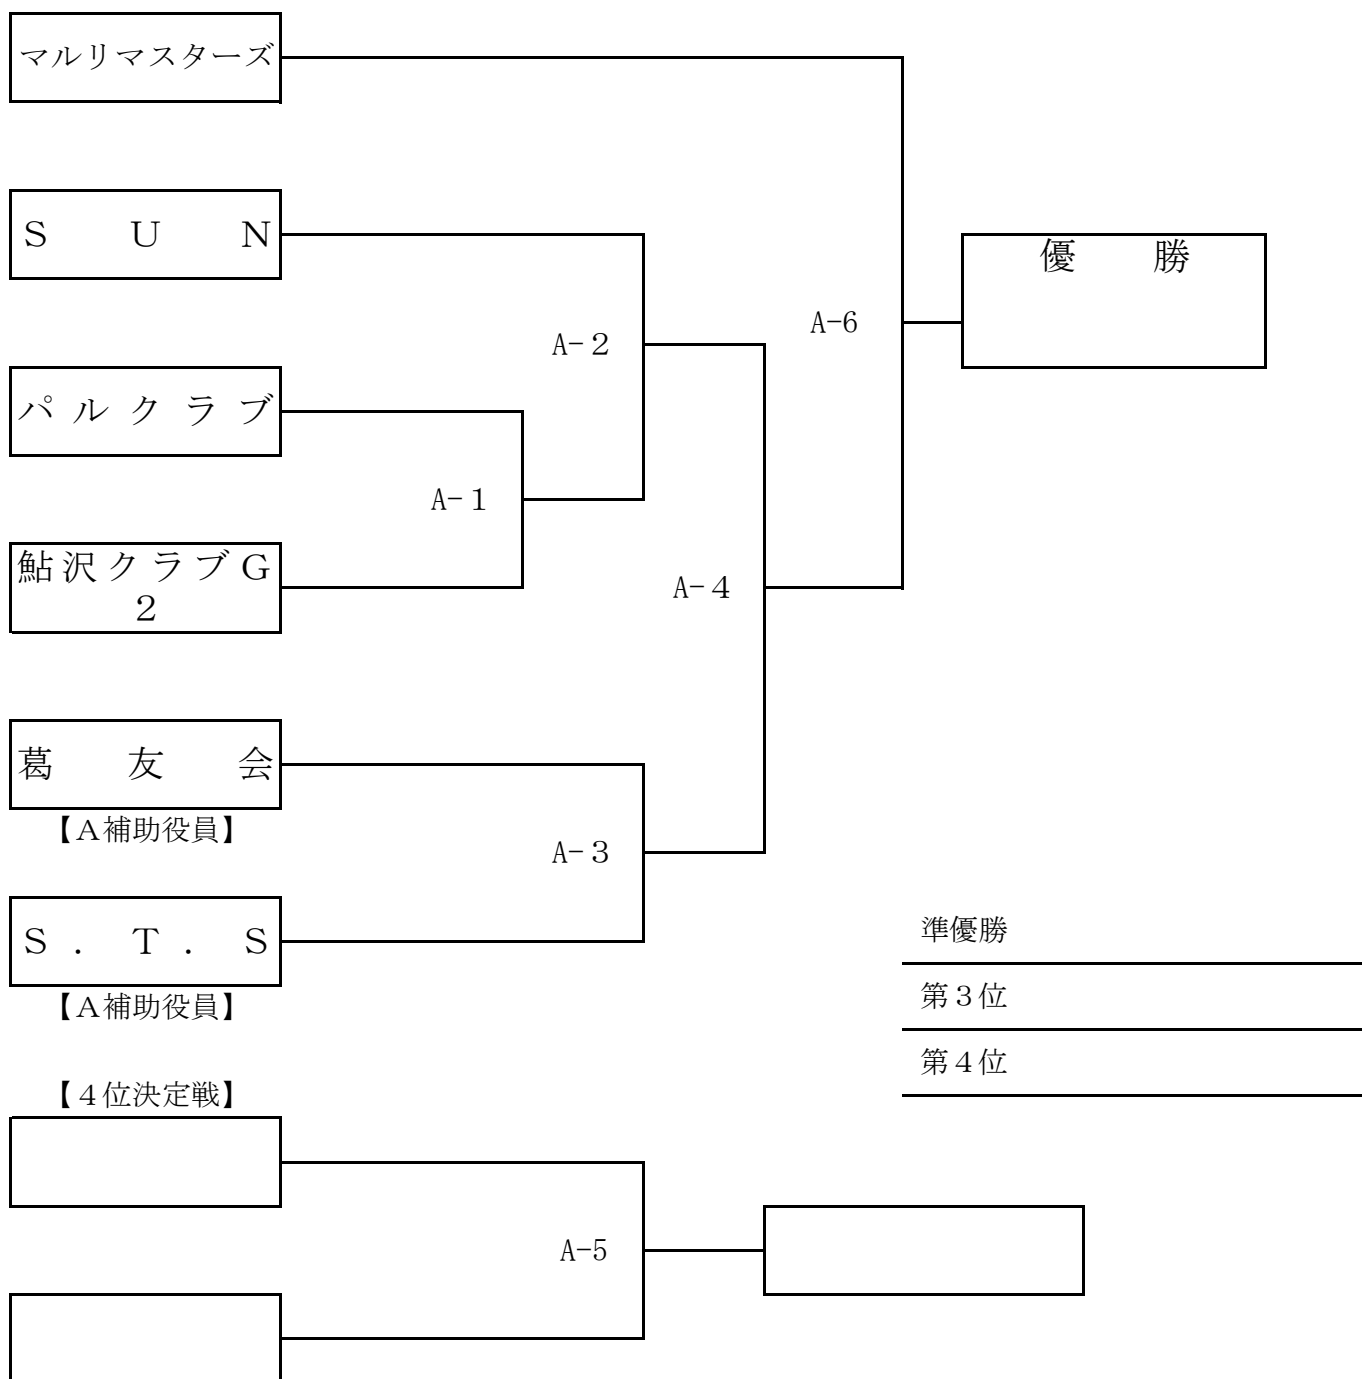 マルリマスターズ
ＳＵＮ
優勝
A-6
A-２
パルクラブ
A-１
鮎沢クラブＧ
２
A-４
葛友会
【Ａ補助役員】
A-３
Ｓ．Ｔ．Ｓ
【Ａ補助役員】
準優勝
第３位
第４位
【４位決定戦】
A-5